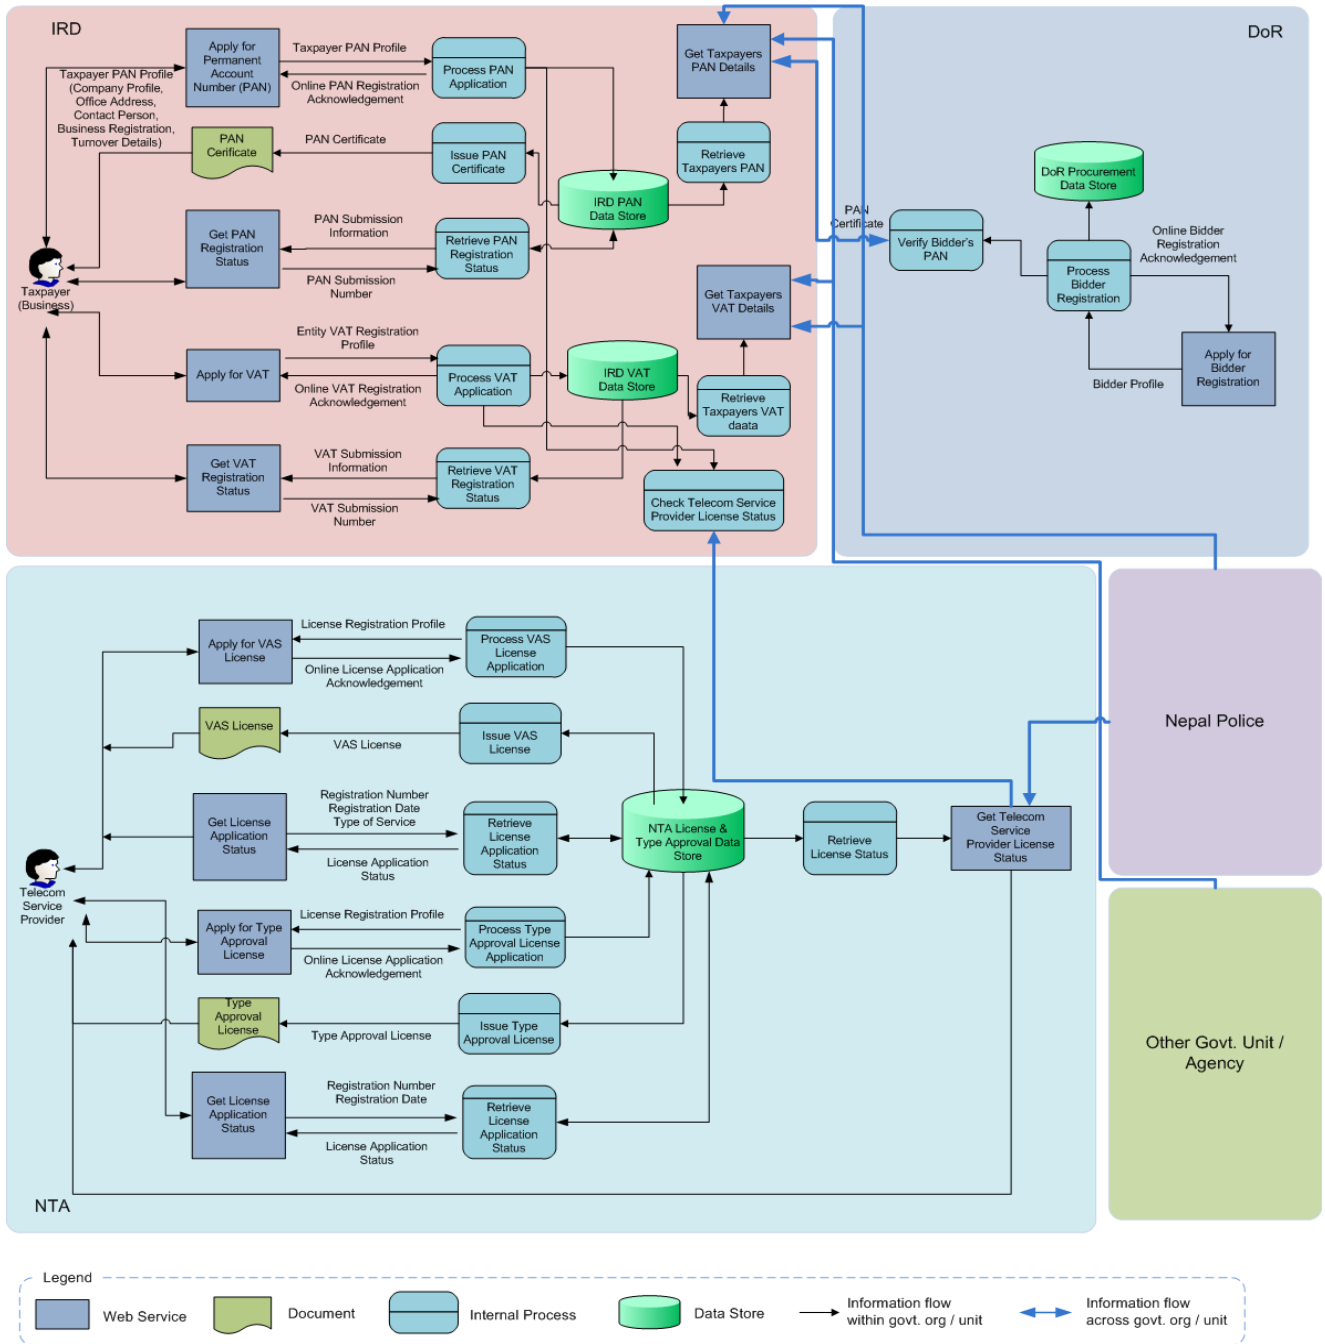 IRD
DoR
Apply for
Permanent
Account
Number (PAN)
Taxpayer PAN Profile
Process PAN
Application
Online PAN Registration
Acknowledgement
Get Taxpayers
PAN Details
Taxpayer PAN Profile
(Company Profile,
Office Address,
Contact Person,
Business Registration,
Turnover Details)
PAN
Cerificate
PAN Certificate
Issue PAN
Certificate
Retrieve
Taxpayers PAN
IRD PAN
Data Store
DoR Procurement
Data Store
PAN
Certificate
Verify Bidder's
PAN
Process
Bidder
Registration
Online Bidder
Registration
Acknowledgement
Get PAN
Registration
Status
PAN Submission
Information
Retrieve PAN
Registration
Status
PAN Submission
Number
Taxpayer
(Business)
Get Taxpayers
VAT Details
Entity VAT Registration
Profile
Apply for VAT
Process VAT
Application
Online VAT Registration
Acknowledgement
IRD VAT
Data Store
Retrieve
Taxpayers VAT
daata
Bidder Profile
Apply for
Bidder
Registration
Get VAT
Registration
Status
VAT Submission
Information
Retrieve VAT
Registration
Status
VAT Submission
Number
Check Telecom Service
Provider License Status
Apply for VAS
License
License Registration Profile
Process VAS
License
Application
Online License Application
Acknowledgement
VAS License
VAS License
Issue VAS
License
Nepal Police
Get License
Application
Status
Registration Number
Registration Date
Type of Service
Retrieve
License
Application
Status
License Application
Status
NTA License &
Type Approval Data
Store
Retrieve
License Status
Get Telecom
Service
Provider License
Status
Telecom
Service
Provider
Apply for Type
Approval
License
License Registration Profile
Process Type
Approval License
Application
Online License Application
Acknowledgement
Type
Approval
License
Type Approval License
Issue Type
Approval License
Other Govt. Unit /
Agency
Get License
Application
Status
Registration Number
Registration Date
Retrieve
License
Application
Status
License Application
Status
NTA
Legend
Web Service
Document
Internal Process
Data Store
Information flow
within govt. org / unit
Information flow
across govt. org / unit